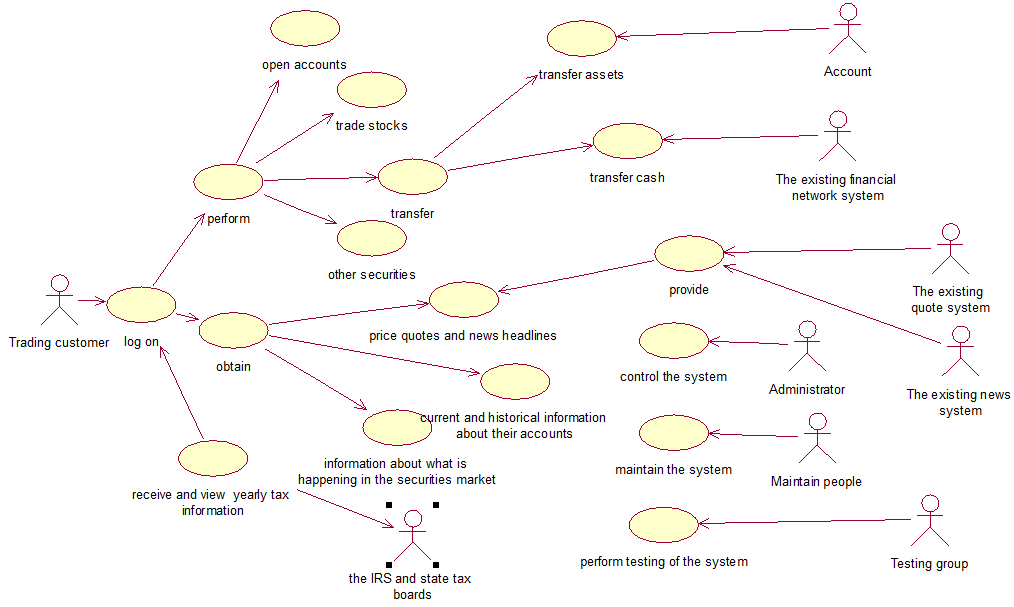 open accounts
transfer assets
Account
trade stocks
transfer cash
The existing financial
network system
perform
transfer
other securities
provide
The existing
quote system
Trading customer
log on
price quotes and news headlines
obtain
control the system
Administrator
The existing news
system
current and historical information
about their accounts
information about what is
happening in the securities market
maintain the system
Maintain people
receive and view  yearly tax
information
perform testing of the system
Testing group
the IRS and state tax
boards